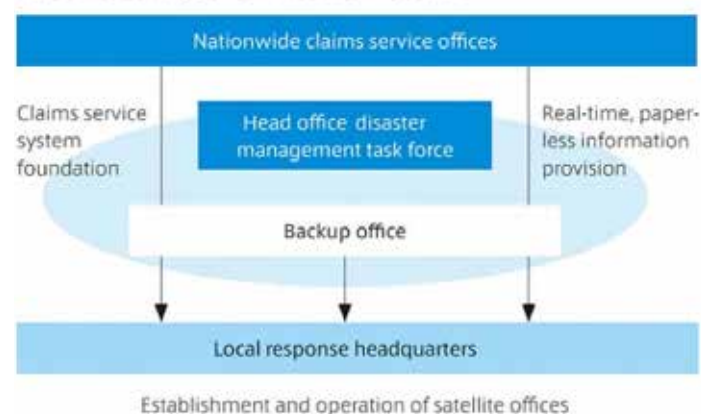 Nationwide claims service offices
Claims service
system
foundation
Head office disaster
management task force
Real-time, paper-
less information
provision
Backup office
Local response headquarters
Establishment and operation of satellite offices